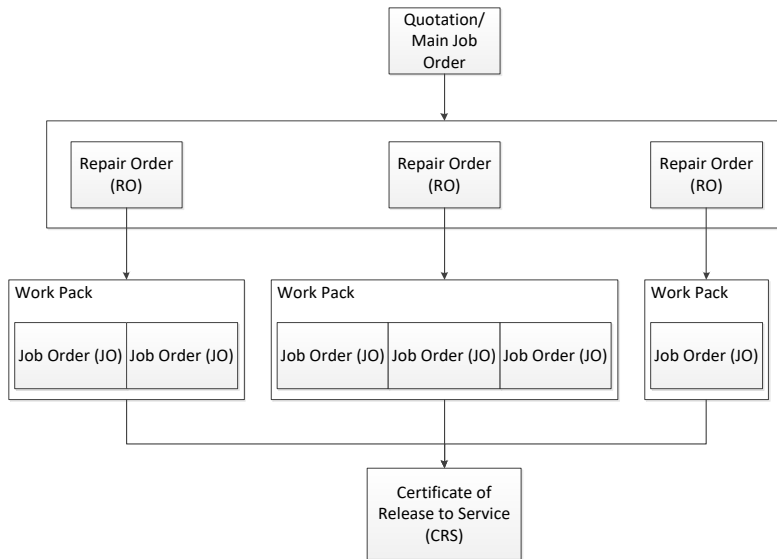 Quotation/
Main Job
Order
Repair Order
(RO)
Repair Order
(RO)
Repair Order
(RO)
Work Pack
Job Order (JO)
Job Order (JO)
Work Pack
Job Order (JO)
Job Order (JO)
Job Order (JO)
Work Pack
Job Order (JO)
Certificate of
Release to Service
(CRS)